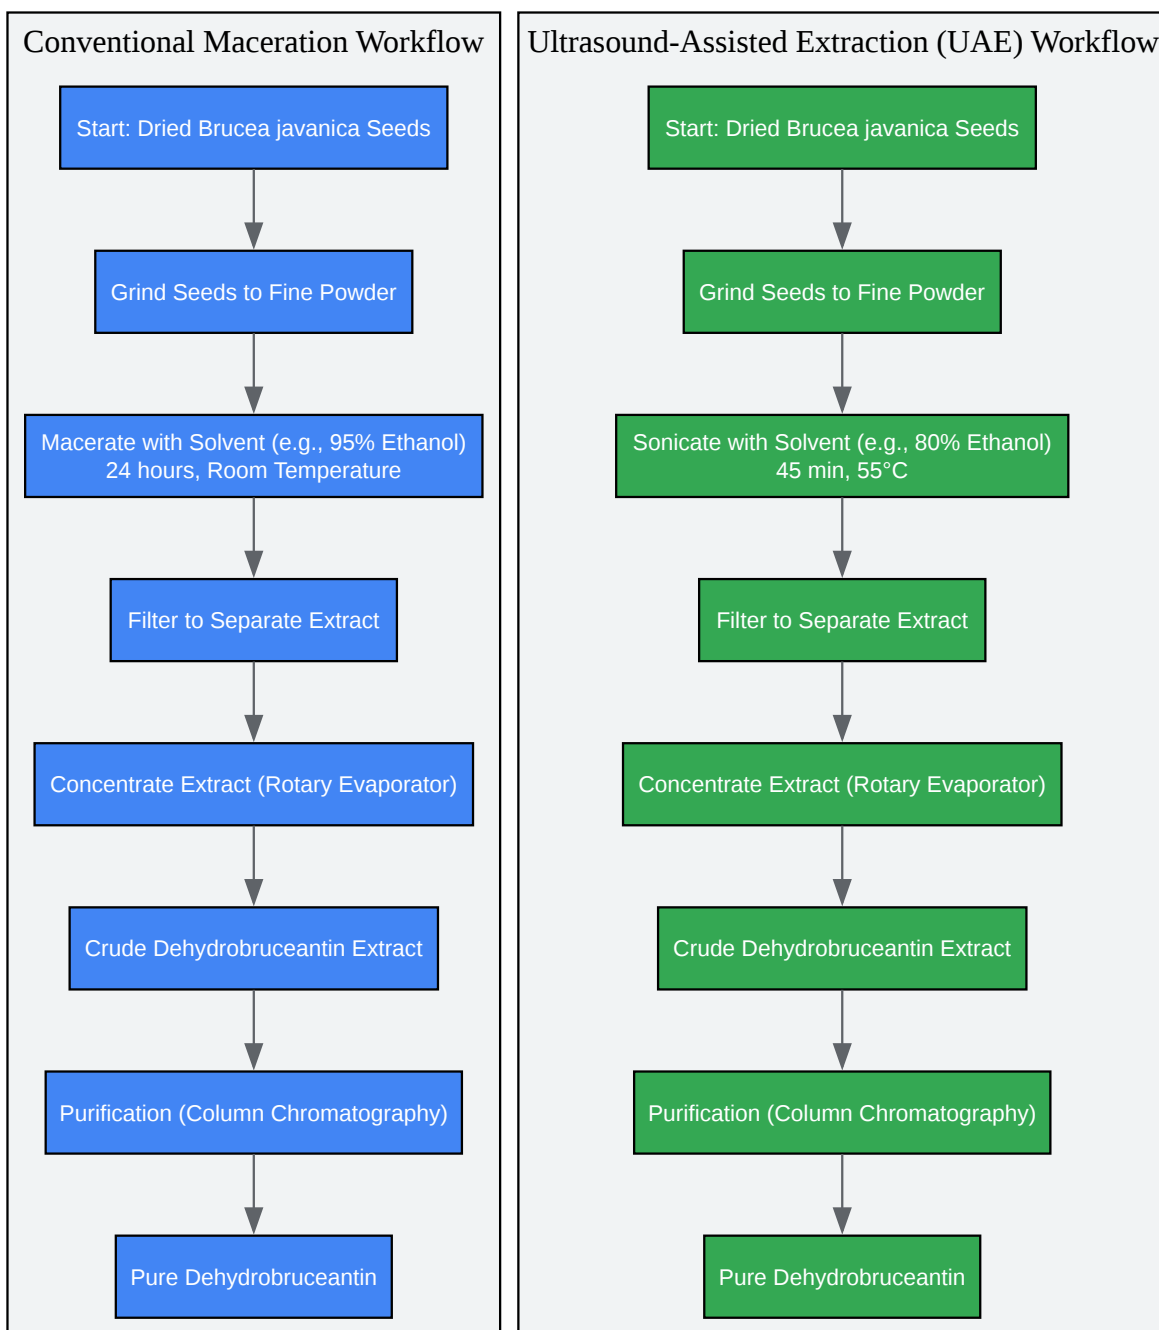 Conventional Maceration Workflow
Start: Dried Brucea javanica Seeds
Grind Seeds to Fine Powder
Macerate with Solvent (e.g., 95% Ethanol)
24 hours, Room Temperature
Filter to Separate Extract
Concentrate Extract (Rotary Evaporator)
Crude Dehydrobruceantin Extract
Purification (Column Chromatography)
Pure Dehydrobruceantin
Ultrasound-Assisted Extraction (UAE) Workflow
Start: Dried Brucea javanica Seeds
Grind Seeds to Fine Powder
Sonicate with Solvent (e.g., 80% Ethanol)
45 min, 55°C
Filter to Separate Extract
Concentrate Extract (Rotary Evaporator)
Crude Dehydrobruceantin Extract
Purification (Column Chromatography)
Pure Dehydrobruceantin